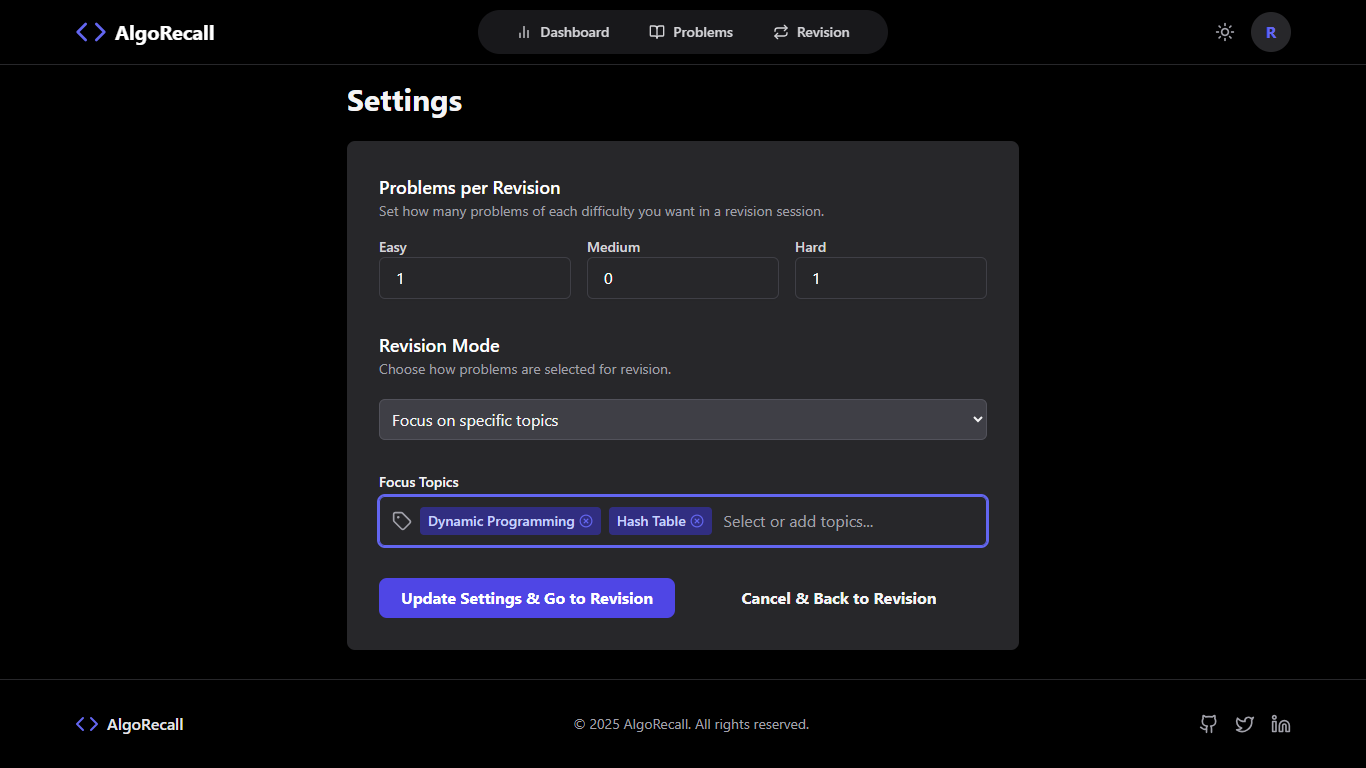 AlgoRecall
Dashboard
Problems
Revision
R
Settings
Problems per Revision
Set how many problems of each difficulty you want in a revision session.
Easy
Medium
Hard
1
0
1
Revision Mode
Choose how problems are selected for revision.
Focus on specific topics
Focus Topics
Dynamic Programming
Hash Table
Select or add topics...
Update Settings & Go to Revision
Cancel & Back to Revision
AlgoRecall
© 2025 AlgoRecall. All rights reserved.